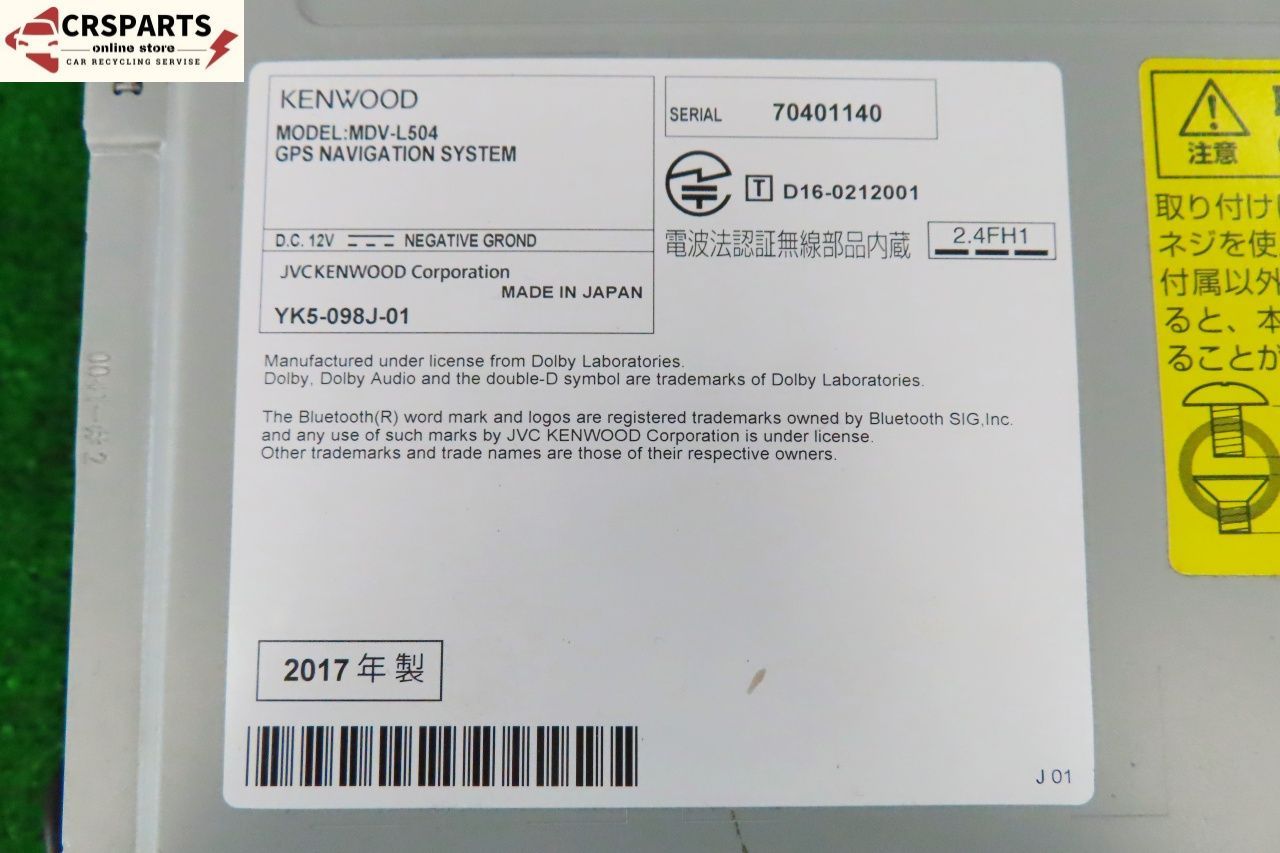 CRSPARTS
online store
CAR RECYCLING SERVISE
KENWOOD
MODEL:MDV-L504
GPS NAVIGATION SYSTEM
D.C. 12V NEGATIVE GROND
JVCKENWOOD Corporation
MADE IN JAPAN
YK5-098J-01
SERIAL 70401140
T D16-0212001
電波法認証無線部品内蔵 2.4FH1
Manufactured under license from Dolby Laboratories.
Dolby, Dolby Audio and the double-D symbol are trademarks of Dolby Laboratories.
The Bluetooth(R) word mark and logos are registered trademarks owned by Bluetooth SIG,Inc.
and any use of such marks by JVC KENWOOD Corporation is under license.
Other trademarks and trade names are those of their respective owners.
2017 年 製
J 01
注意
取り付け
ネジを使
付属以外
ると、本
ることが